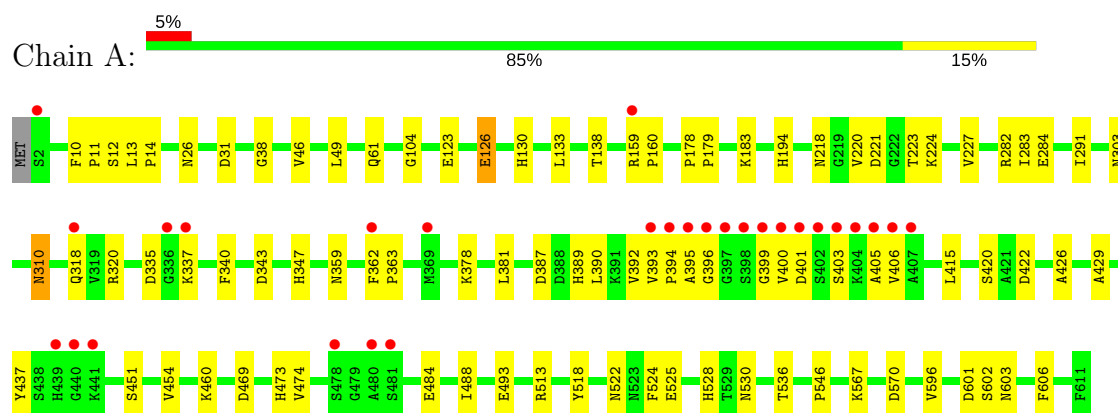 5%
Chain A:
85% 15%
MET S2 F10 P11 S12 L13 P14 N26 D31 G38 V46 L49 Q61 G104 E123 E126 H130 L133 T138 R159 P160 P178 P179 K183 H194 N218 G219 V220 D221 G222 T223 K224 V227 R282 I283 E284 I291
N310 Q318 V319 R320 D335 G336 K337 F340 D343 H347 N359 F362 P363 M369 K378 L381 D387 D388 H389 L390 K391 V392 V393 P394 A395 G396 G397 S398 G399 V400 D401 S402 S403 K404 A405 V406 A407 L415 S420 A421 D422 A426 A429
Y437 S438 H439 G440 K441 S451 V454 K460 D469 H473 V474 S478 G479 A480 S481 E484 I488 E493 R513 Y518 N522 N523 F524 E525 H528 T529 N530 T536 P546 K567 D570 V596 D601 S602 N603 F606 F611